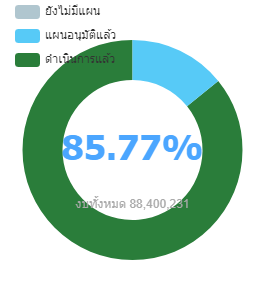 ยังไม่มีแผน
แผนอนุมัติแล้ว
ดำเนินการแล้ว
85.77%
งบทั้งหมด 88,400,231